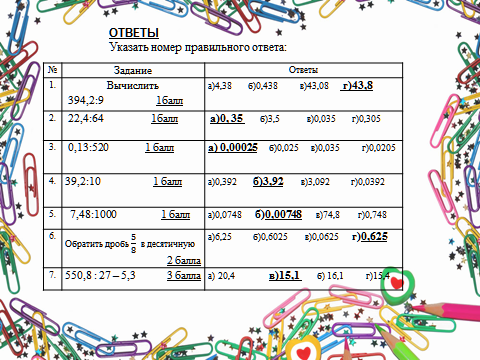 ОТВЕТЫ
Указать номер правильного ответа:
№ Задание Ответы
1. Вычислить а)4,38 б)0,438 в)43,08 г)43,8
394,2:9 1балл
2. 22,4:64 1балл а)0,35 б)3,5 в)0,035 г)0,305
3. 0,13:520 1 балл а) 0,00025 б)0,025 в)0,035 г)0,0205
4. 39,2:10 1 балл а)0,392 б)3,92 в)3,092 г)0,0392
5. 7,48:1000 1 балл а)0,0748 б)0.00748 в)74,8 г)0,748
6. Обратить дробь 5/8 в десятичную а)6,25 б)0,6025 в)0,0625 г)0,625
2 балла
7. 550,8 : 27 – 5,3 3 балла а) 20,4 в)15,1 б) 16,1 г)15,4